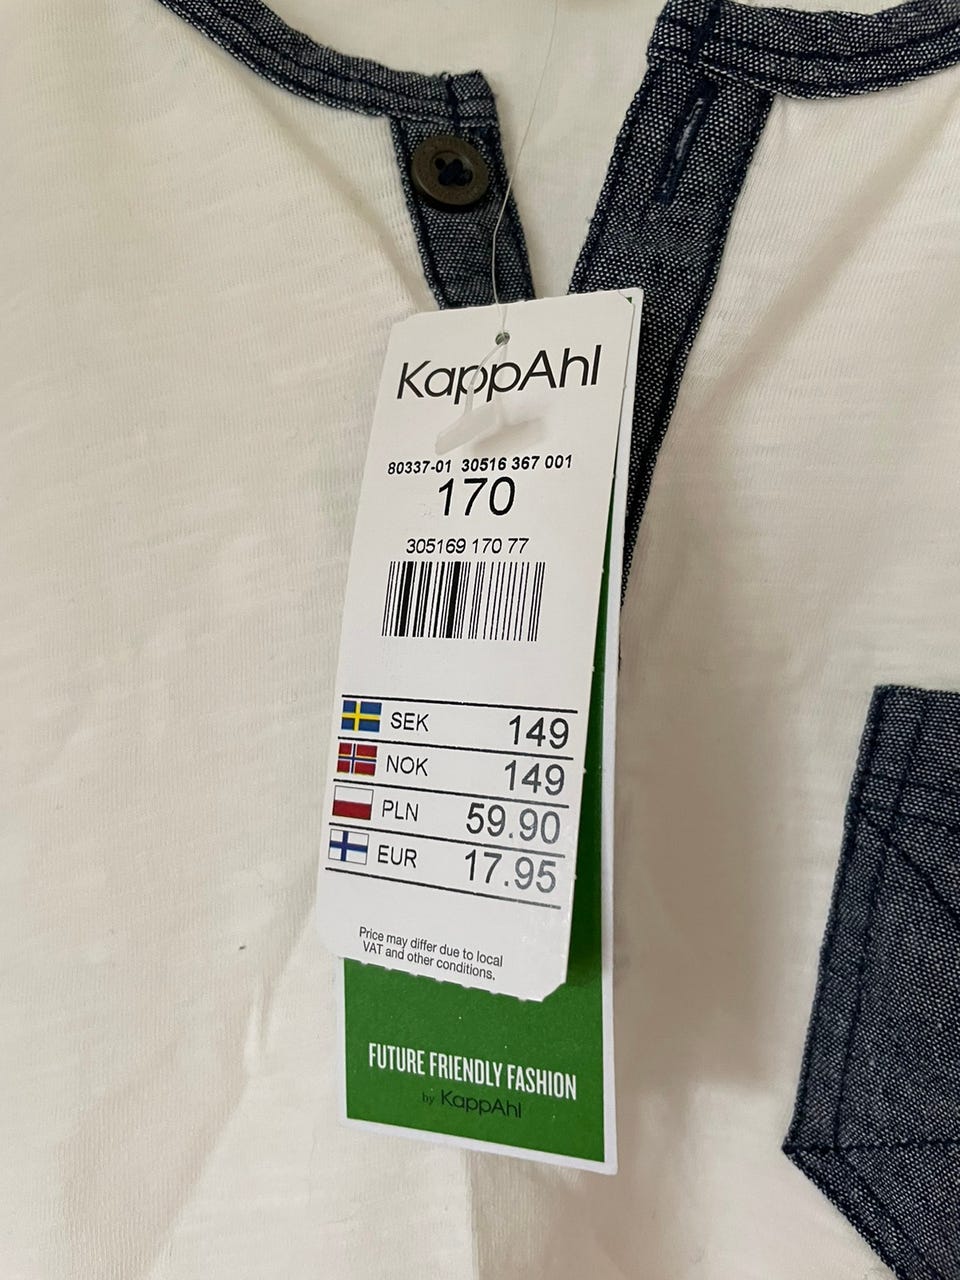 KappAhl
80337-01 30516 367 001
170
305169 170 77
SEK 149
NOK 149
PLN 59.90
EUR 17.95
Price may differ due to local
VAT and other conditions.
FUTURE FRIENDLY FASHION
by KappAhl